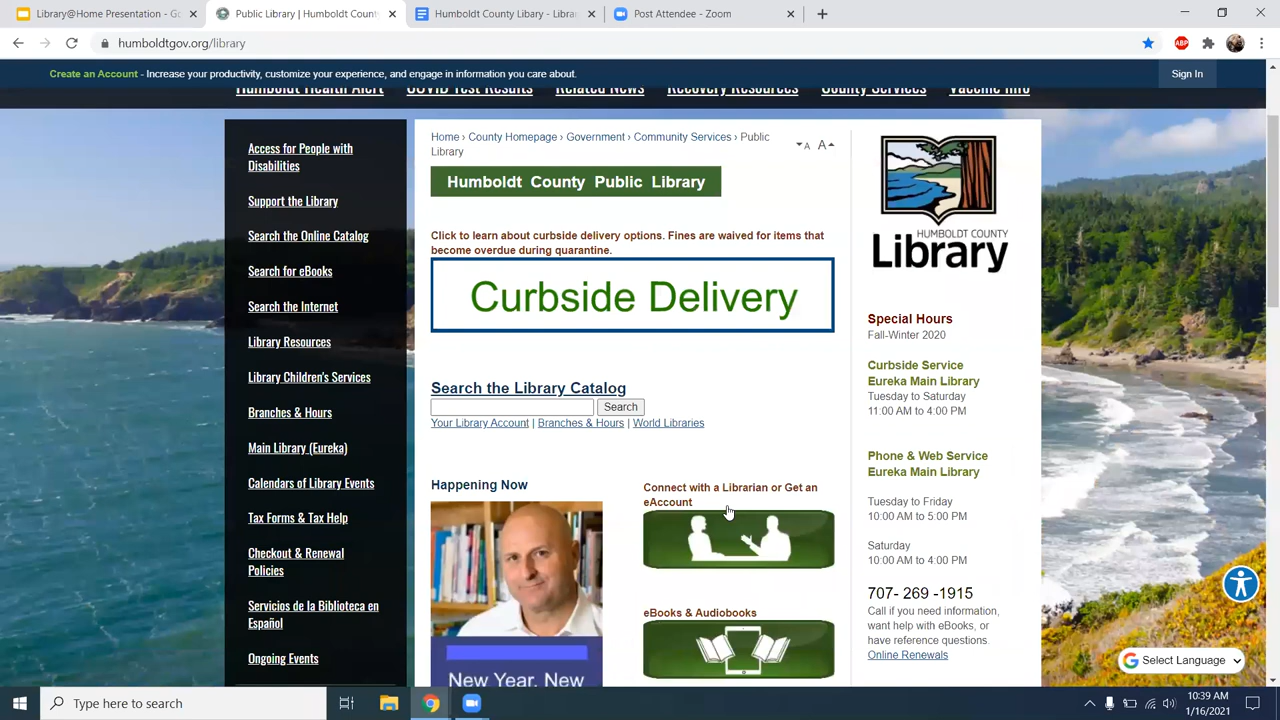 Library@Home Presentation - Go
Public Library | Humboldt County
Humboldt County Libary - Librar
Post Attendee - Zoom
humboldtgov.org/library
ABP
Create an Account - Increase your productivity, customize your experience, and engage in information you care about.
Sign In
Humboldt Health Alert
COVID Test Results
Related News
Recovery Resources
County Services
Vaccine Info
Access for People with
Disabilities
Support the Library
Search the Online Catalog
Search for eBooks
Search the Internet
Library Resources
Library Children's Services
Branches & Hours
Main Library (Eureka)
Calendars of Library Events
Tax Forms & Tax Help
Checkout & Renewal
Policies
Servicios de la Biblioteca en
Español
Ongoing Events
Home › County Homepage › Government › Community Services › Public
Library
A A
Humboldt County Public Library
Click to learn about curbside delivery options. Fines are waived for items that
become overdue during quarantine.
Curbside Delivery
Search the Library Catalog
Search
Your Library Account | Branches & Hours | World Libraries
Happening Now
New Year, New
Connect with a Librarian or Get an
eAccount
eBooks & Audiobooks
HUMBOLDT COUNTY
Library
Special Hours
Fall-Winter 2020
Curbside Service
Eureka Main Library
Tuesday to Saturday
11:00 AM to 4:00 PM
Phone & Web Service
Eureka Main Library
Tuesday to Friday
10:00 AM to 5:00 PM
Saturday
10:00 AM to 4:00 PM
707- 269 -1915
Call if you need information,
want help with eBooks, or
have reference questions.
Online Renewals
G Select Language
Type here to search
10:39 AM
1/16/2021